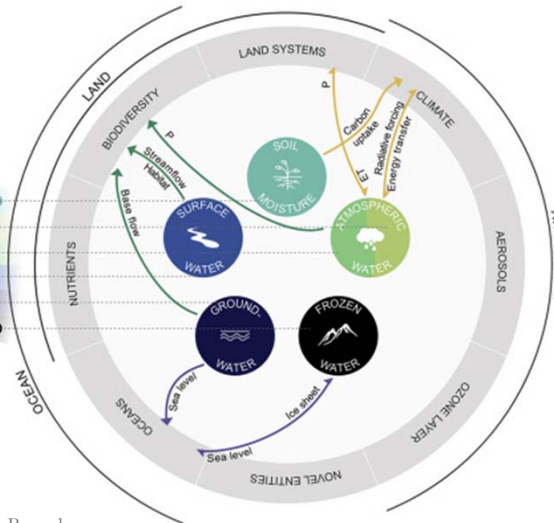 LAND SYSTEMS
LAND
BIODIVERSITY
CLIMATE
P
P
Carbon
uptake
Radiative forcing
Energy transfer
ET
Streamflow
Habitat
Base flow
SOIL
MOISTURE
SURFACE
WATER
ATMOSPHERIC
WATER
NUTRIENTS
AEROSOLS
GROUND-
WATER
FROZEN
WATER
Sea level
Ice sheet
Sea level
OCEAN
OCEANS
OZONE LAYER
NOVEL ENTITIES